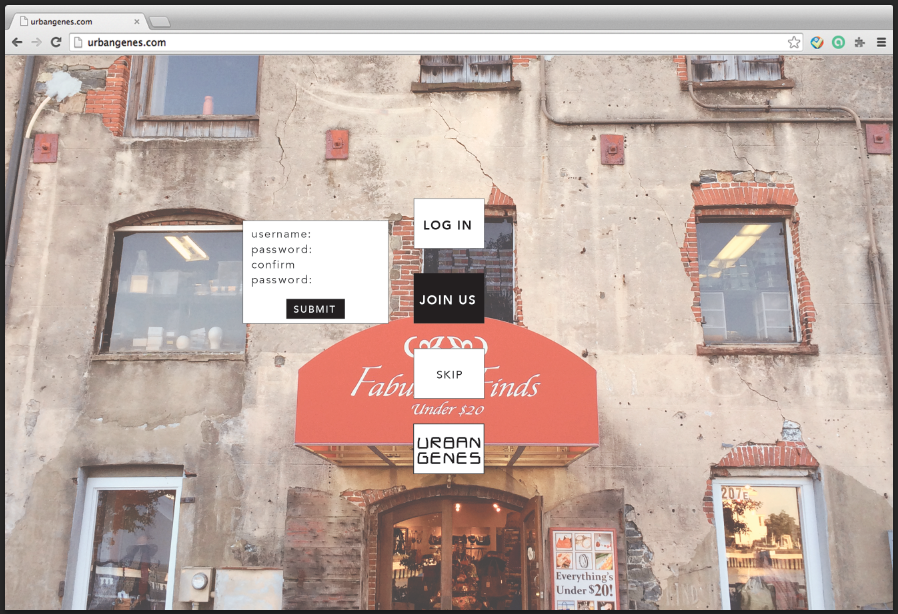 urbangenes.com
urbangenes.com
username:
password:
confirm
password:
SUBMIT
LOG IN
JOIN US
SKIP
Fabu Finds
Under $20
URBAN
GENES
207E
Everything's
Under $20!